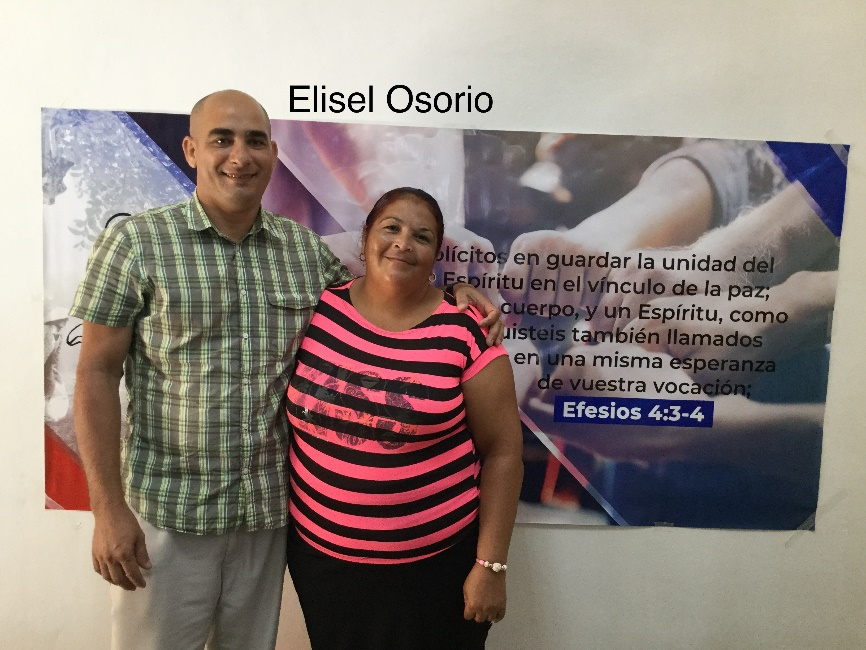 Elisel Osorio
olícitos en guardar la unidad del
Espíritu en el vínculo de la paz;
cuerpo, y un Espíritu, como
uisteis también llamados
en una misma esperanza
de vuestra vocación;
Efesios 4:3-4